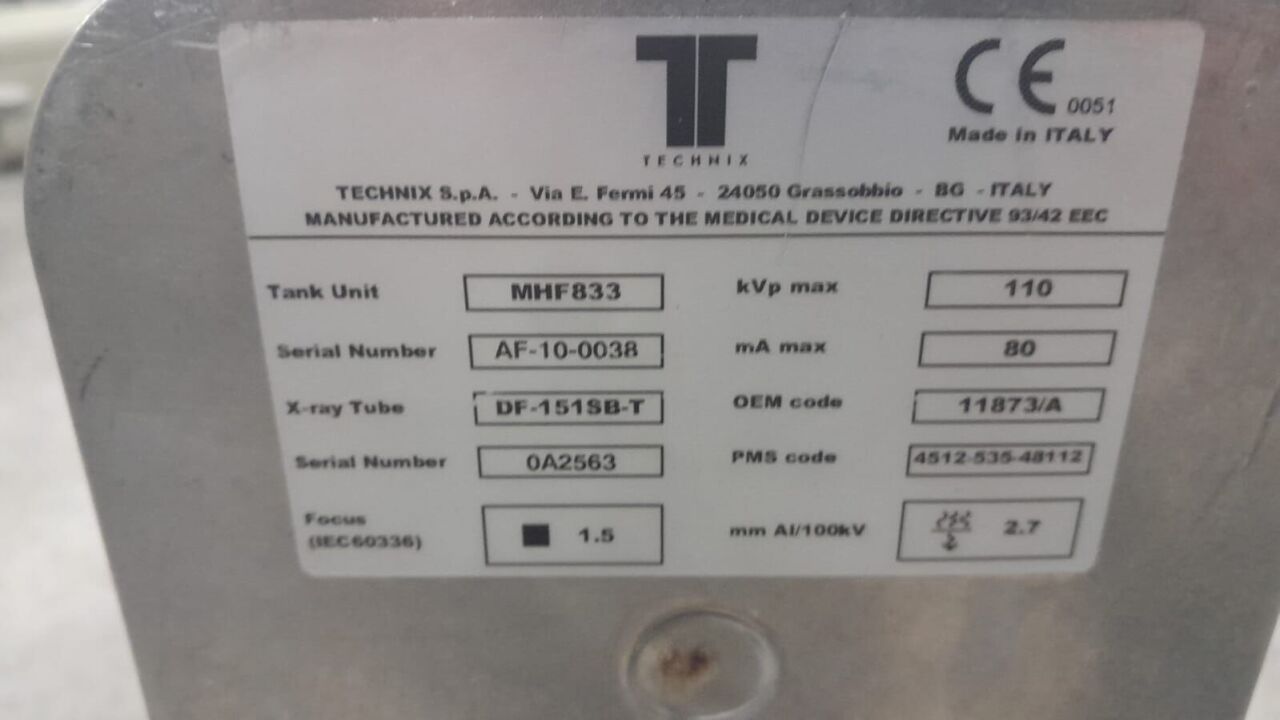 TECHNIX
CE 0051
Made in ITALY
TECHNIX S.p.A. - Via E. Fermi 45 - 24050 Grassobbio - BG - ITALY
MANUFACTURED ACCORDING TO THE MEDICAL DEVICE DIRECTIVE 93/42 EEC
Tank Unit MHF833 kVp max 110
Serial Number AF-10-0038 mA max 80
X-ray Tube DF-151SB-T OEM code 11873/A
Serial Number 0A2563 PMS code 4512-535-48112
Focus
(IEC60336) 1.5 mm Al/100kV 2.7